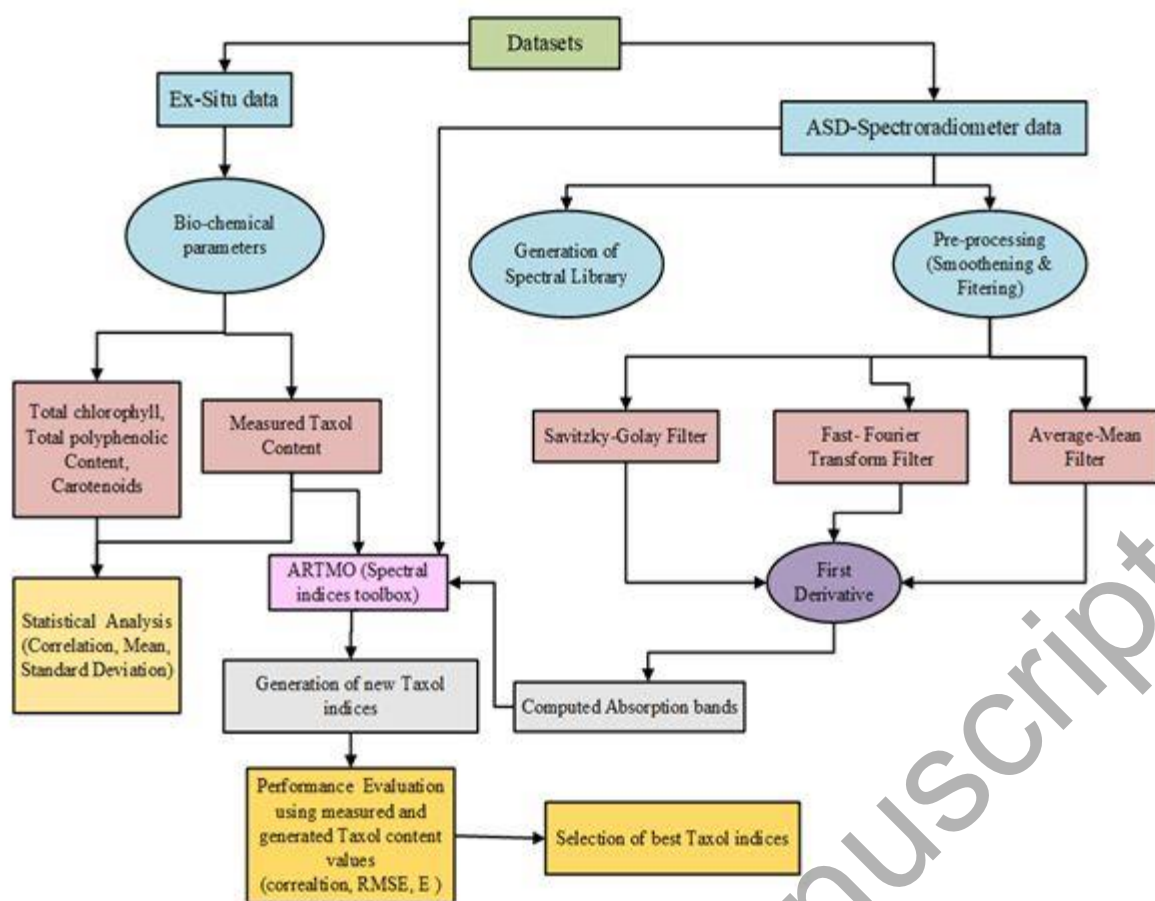 Datasets
Ex-Situ data
ASD-Spectroradiometer data
Bio-chemical
parameters
Generation of
Spectral Library
Pre-processing
(Smoothening &
Fitering)
Total chlorophyll,
Total polyphenolic
Content,
Carotenoids
Measured Taxol
Content
Savitzky-Golay Filter
Fast- Fourier
Transform Filter
Average-Mean
Filter
ARTMO (Spectral
indices toolbox)
First
Derivative
Statistical Analysis
(Correlation, Mean,
Standard Deviation)
Generation of new Taxol
indices
Computed Absorption bands
Performance Evaluation
using measured and
generated Taxol content
values
(correaltion, RMSE, E )
Selection of best Taxol indices
nuscript